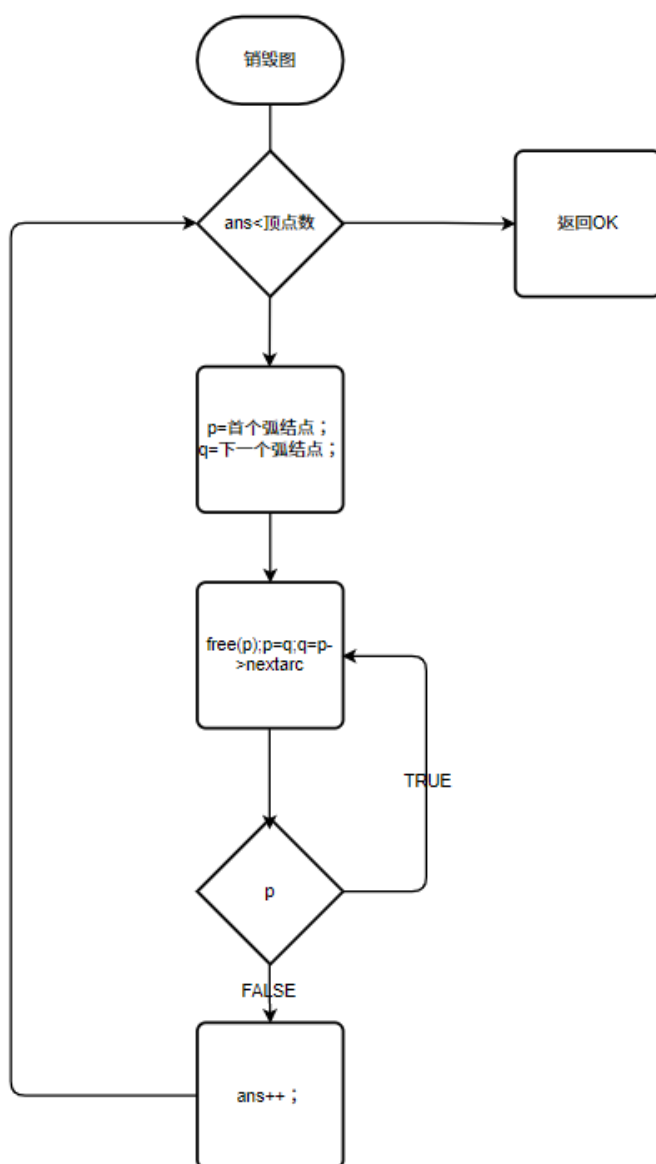 销毁图
ans<顶点数
返回OK
p=首个弧结点；
q=下一个弧结点；
free(p);p=q;q=p-
>nextarc
TRUE
p
FALSE
ans++；